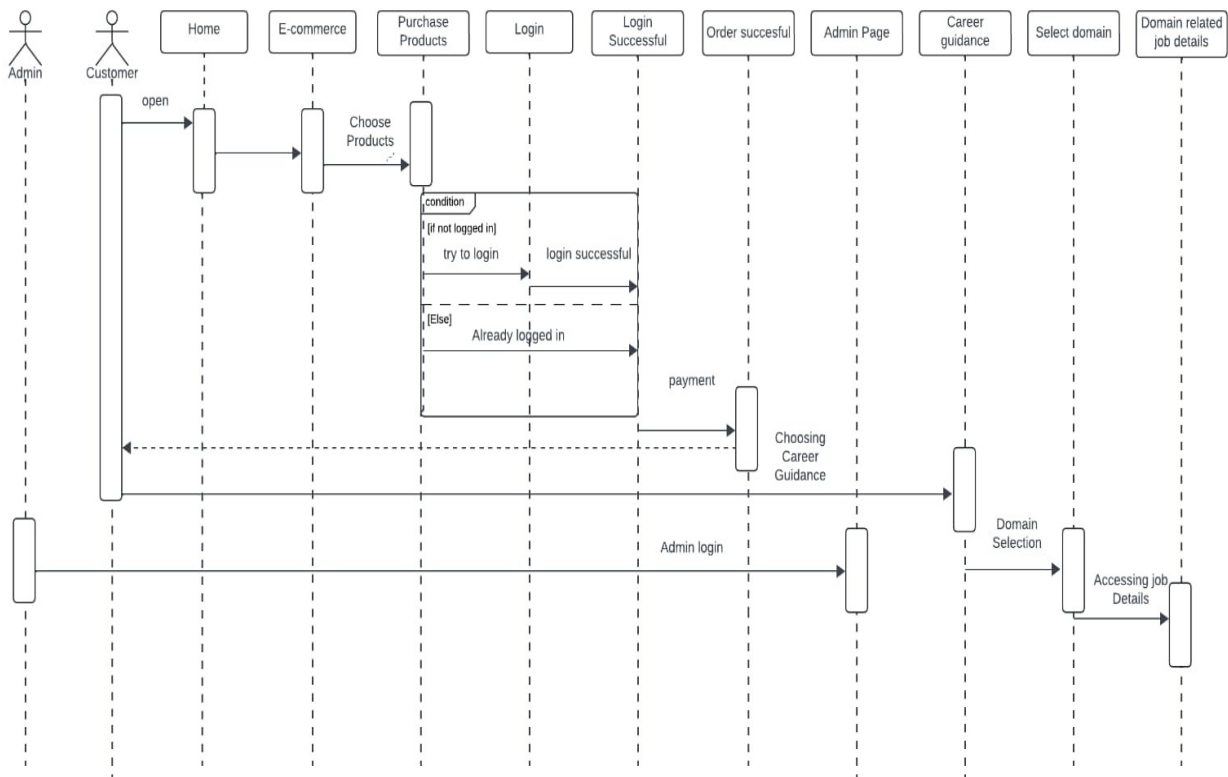 Admin
Customer
Home
E-commerce
Purchase
Products
Login
Login
Successful
Order succesful
Admin Page
Career
guidance
Select domain
Domain related
job details
open
Choose
Products
condition
[if not logged in]
try to login
login successful
[Else]
Already logged in
payment
Choosing
Career
Guidance
Admin login
Domain
Selection
Accessing job
Details